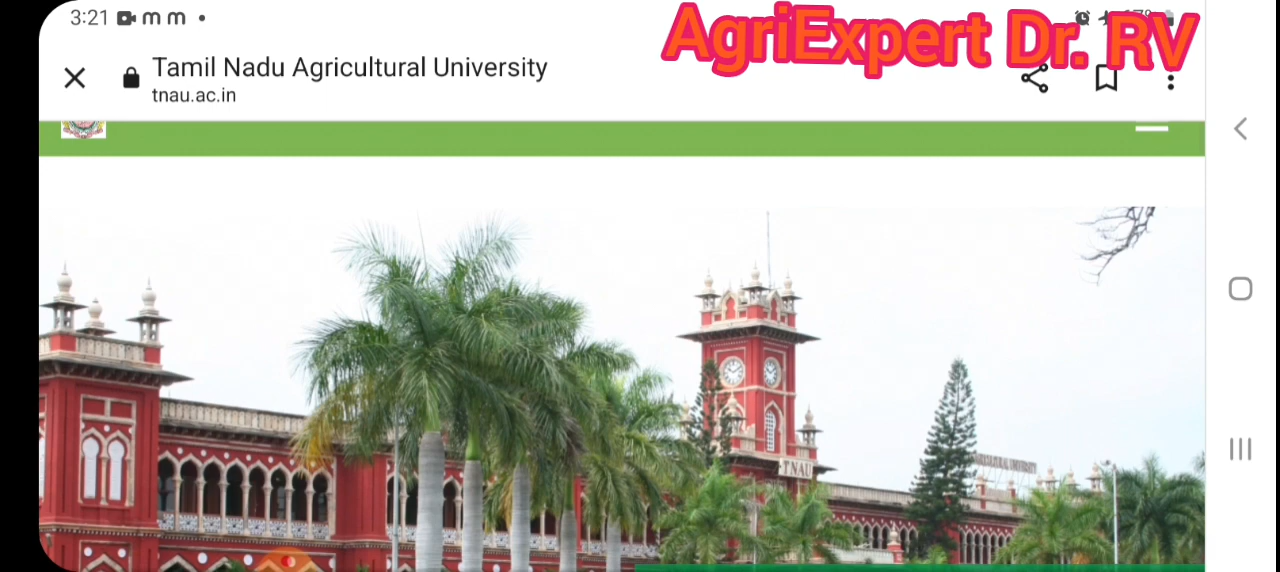 3:21 m m
AgriExpert Dr. RV
Tamil Nadu Agricultural University
tnau.ac.in
TNAU